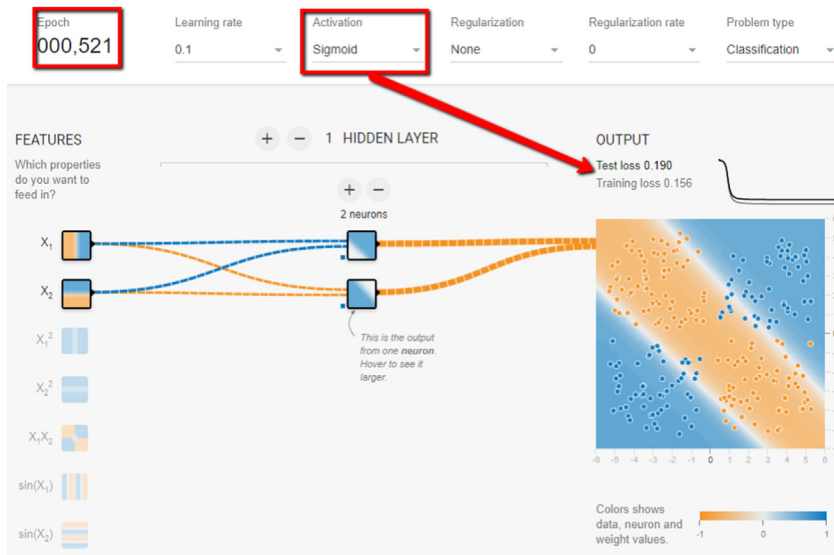 Epoch
000,521
Learning rate
0.1
Activation
Sigmoid
Regularization
None
Regularization rate
0
Problem type
Classification
FEATURES
Which properties
do you want to
feed in?
+ − 1 HIDDEN LAYER
+ −
2 neurons
X₁
X₂
X₁²
X₂²
X₁X₂
sin(X₁)
sin(X₂)
This is the output
from one neuron.
Hover to see it
larger.
OUTPUT
Test loss 0.190
Training loss 0.156
-6 -5 -4 -3 -2 -1 0 1 2 3 4 5 6
Colors shows
data, neuron and
weight values.
-1 0 1